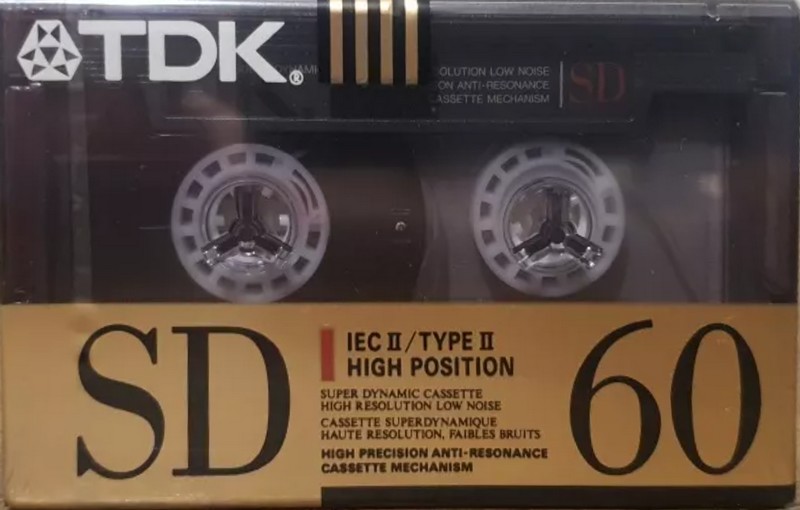 TDK®
OLUTION LOW NOISE
ON ANTI-RESONANCE
CASSETTE MECHANISM
SD
SD
IEC II/TYPE II
HIGH POSITION
SUPER DYNAMIC CASSETTE
HIGH RESOLUTION LOW NOISE
CASSETTE SUPERDYNAMIQUE
HAUTE RESOLUTION, FAIBLES BRUITS
HIGH PRECISION ANTI-RESONANCE
CASSETTE MECHANISM
60